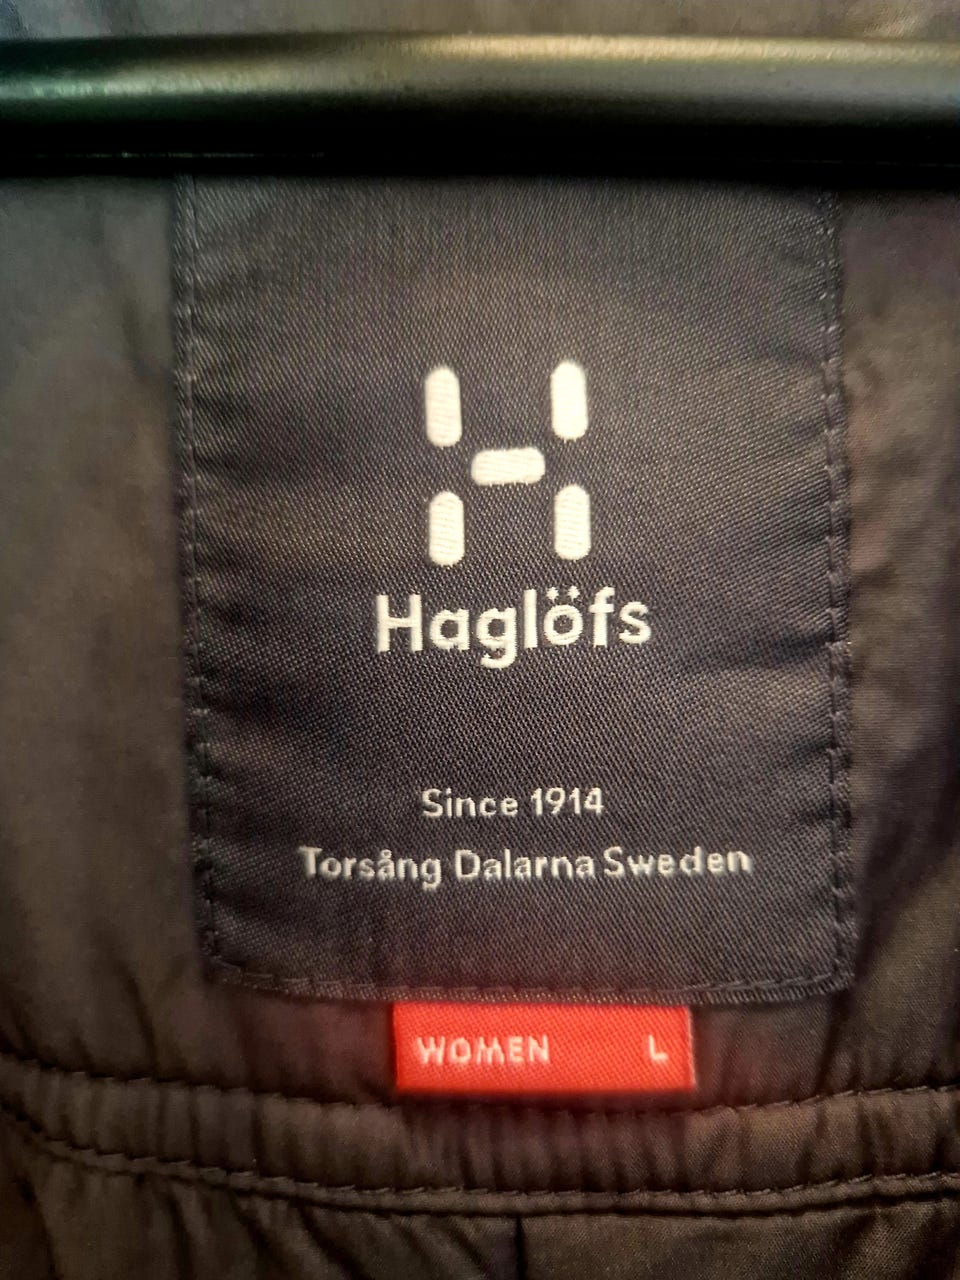 Haglöfs
Since 1914
Torsång Dalarna Sweden
WOMEN L